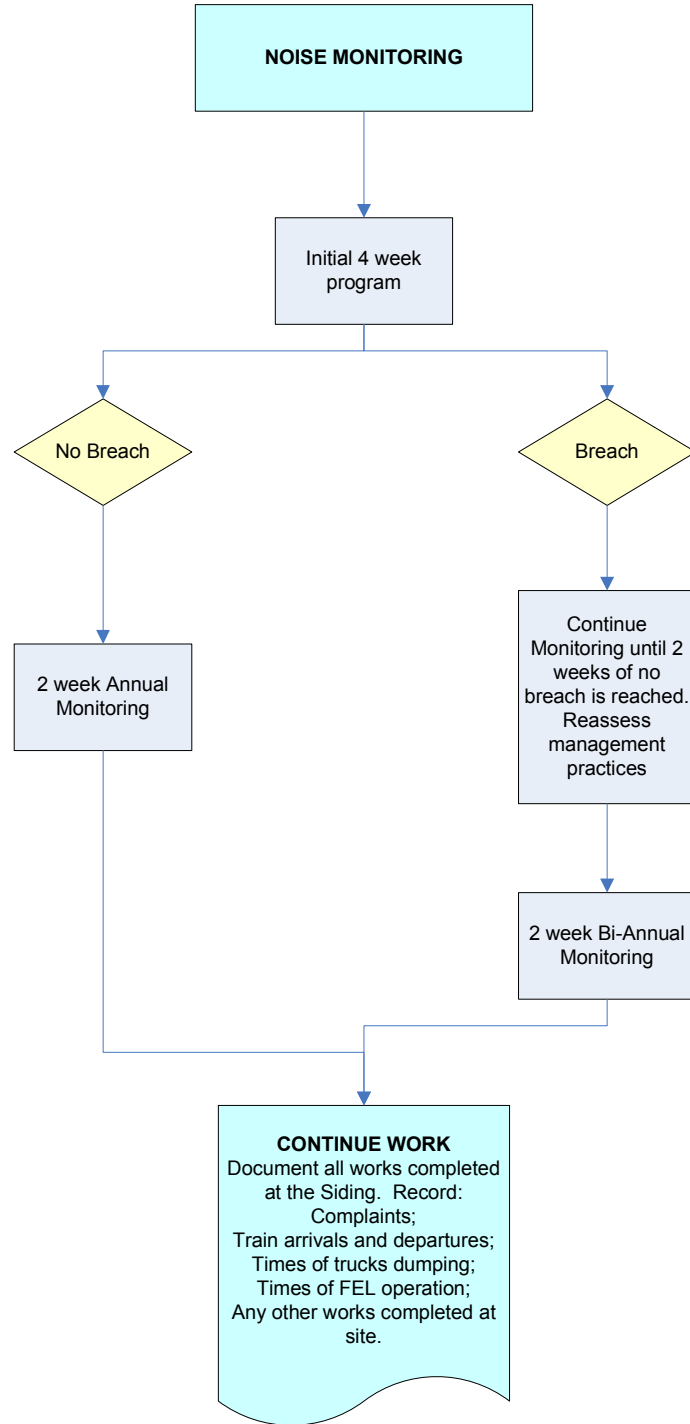 NOISE MONITORING
Initial 4 week
program
No Breach
Breach
2 week Annual
Monitoring
Continue
Monitoring until 2
weeks of no
breach is reached.
Reassess
management
practices
2 week Bi-Annual
Monitoring
CONTINUE WORK
Document all works completed
at the Siding.  Record:
Complaints;
Train arrivals and departures;
Times of trucks dumping;
Times of FEL operation;
Any other works completed at
site.